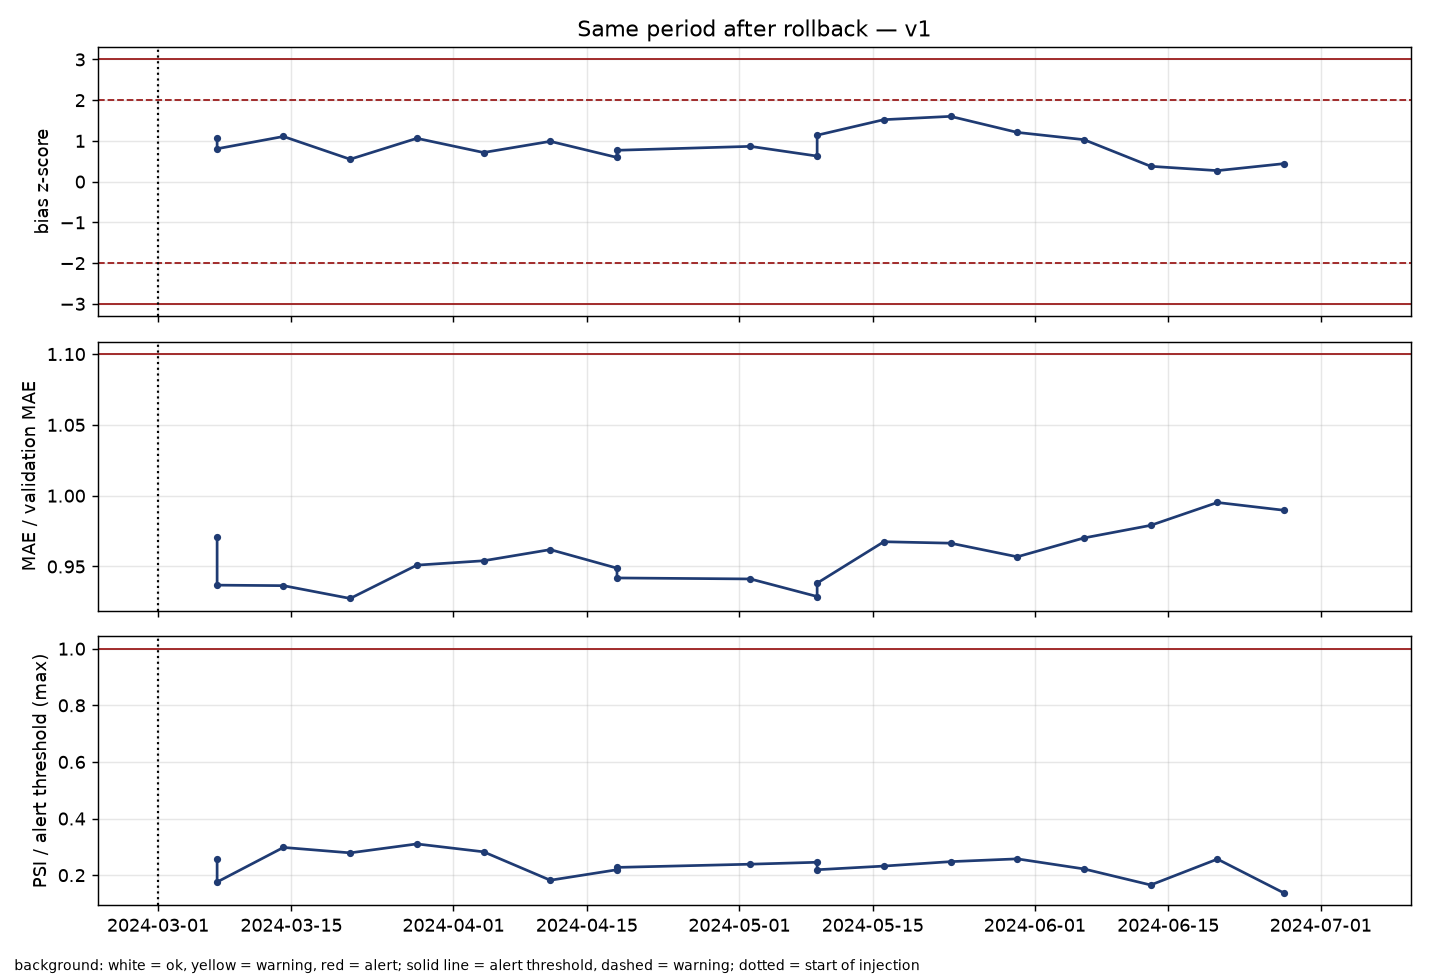 Same period after rollback — v1
bias z-score
3
2
1
0
−1
−2
−3
MAE / validation MAE
1.10
1.05
1.00
0.95
PSI / alert threshold (max)
1.0
0.8
0.6
0.4
0.2
2024-03-01 2024-03-15 2024-04-01 2024-04-15 2024-05-01 2024-05-15 2024-06-01 2024-06-15 2024-07-01
background: white = ok, yellow = warning, red = alert; solid line = alert threshold, dashed = warning; dotted = start of injection